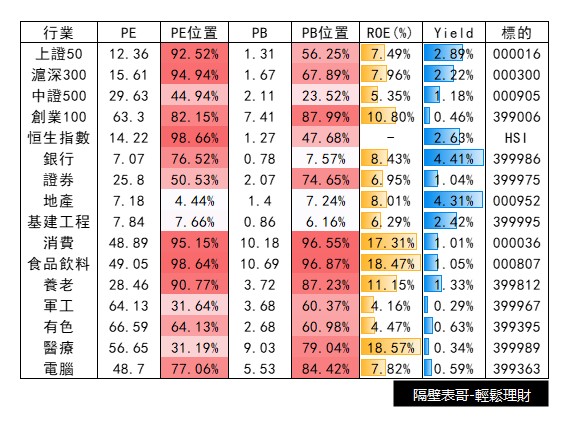 行業 PE PE位置 PB PB位置 ROE(%) Yield 標的
上證50 12.36 92.52% 1.31 56.25% 7.49% 2.89% 000016
滬深300 15.61 94.94% 1.67 67.89% 7.96% 2.22% 000300
中證500 29.63 44.94% 2.11 23.52% 5.35% 1.18% 000905
創業100 63.3 82.15% 7.41 87.99% 10.80% 0.46% 399006
恒生指數 14.22 98.66% 1.27 47.68% - 2.63% HSI
銀行 7.07 76.52% 0.78 7.57% 8.43% 4.41% 399986
證券 25.8 50.53% 2.07 74.65% 6.95% 1.04% 399975
地產 7.18 4.44% 1.4 7.24% 8.01% 4.31% 000952
基建工程 7.84 7.66% 0.86 6.16% 6.29% 2.42% 399995
消費 48.89 95.15% 10.18 96.55% 17.31% 1.01% 000036
食品飲料 49.05 98.64% 10.69 96.87% 18.47% 1.05% 000807
養老 28.46 90.77% 3.72 87.23% 11.15% 1.33% 399812
軍工 64.13 31.64% 3.68 60.37% 4.16% 0.29% 399967
有色 66.59 64.13% 2.68 60.98% 4.47% 0.63% 399395
醫療 56.65 31.19% 9.03 79.04% 18.57% 0.34% 399989
電腦 48.7 77.06% 5.53 84.42% 7.82% 0.59% 399363
隔壁表哥-輕鬆理財